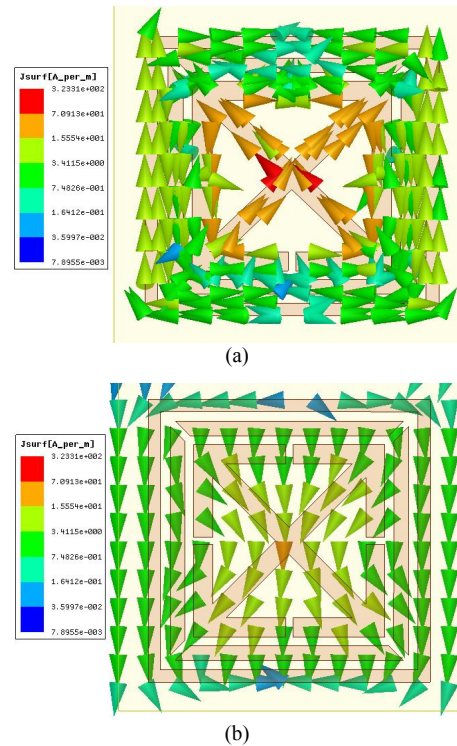 Jsurf[A_per_m]
3.2331e+002
7.0913e+001
1.5554e+001
3.4115e+000
7.4826e-001
1.6412e-001
3.5997e-002
7.8955e-003
(a)
Jsurf[A_per_m]
3.2331e+002
7.0913e+001
1.5554e+001
3.4115e+000
7.4826e-001
1.6412e-001
3.5997e-002
7.8955e-003
(b)